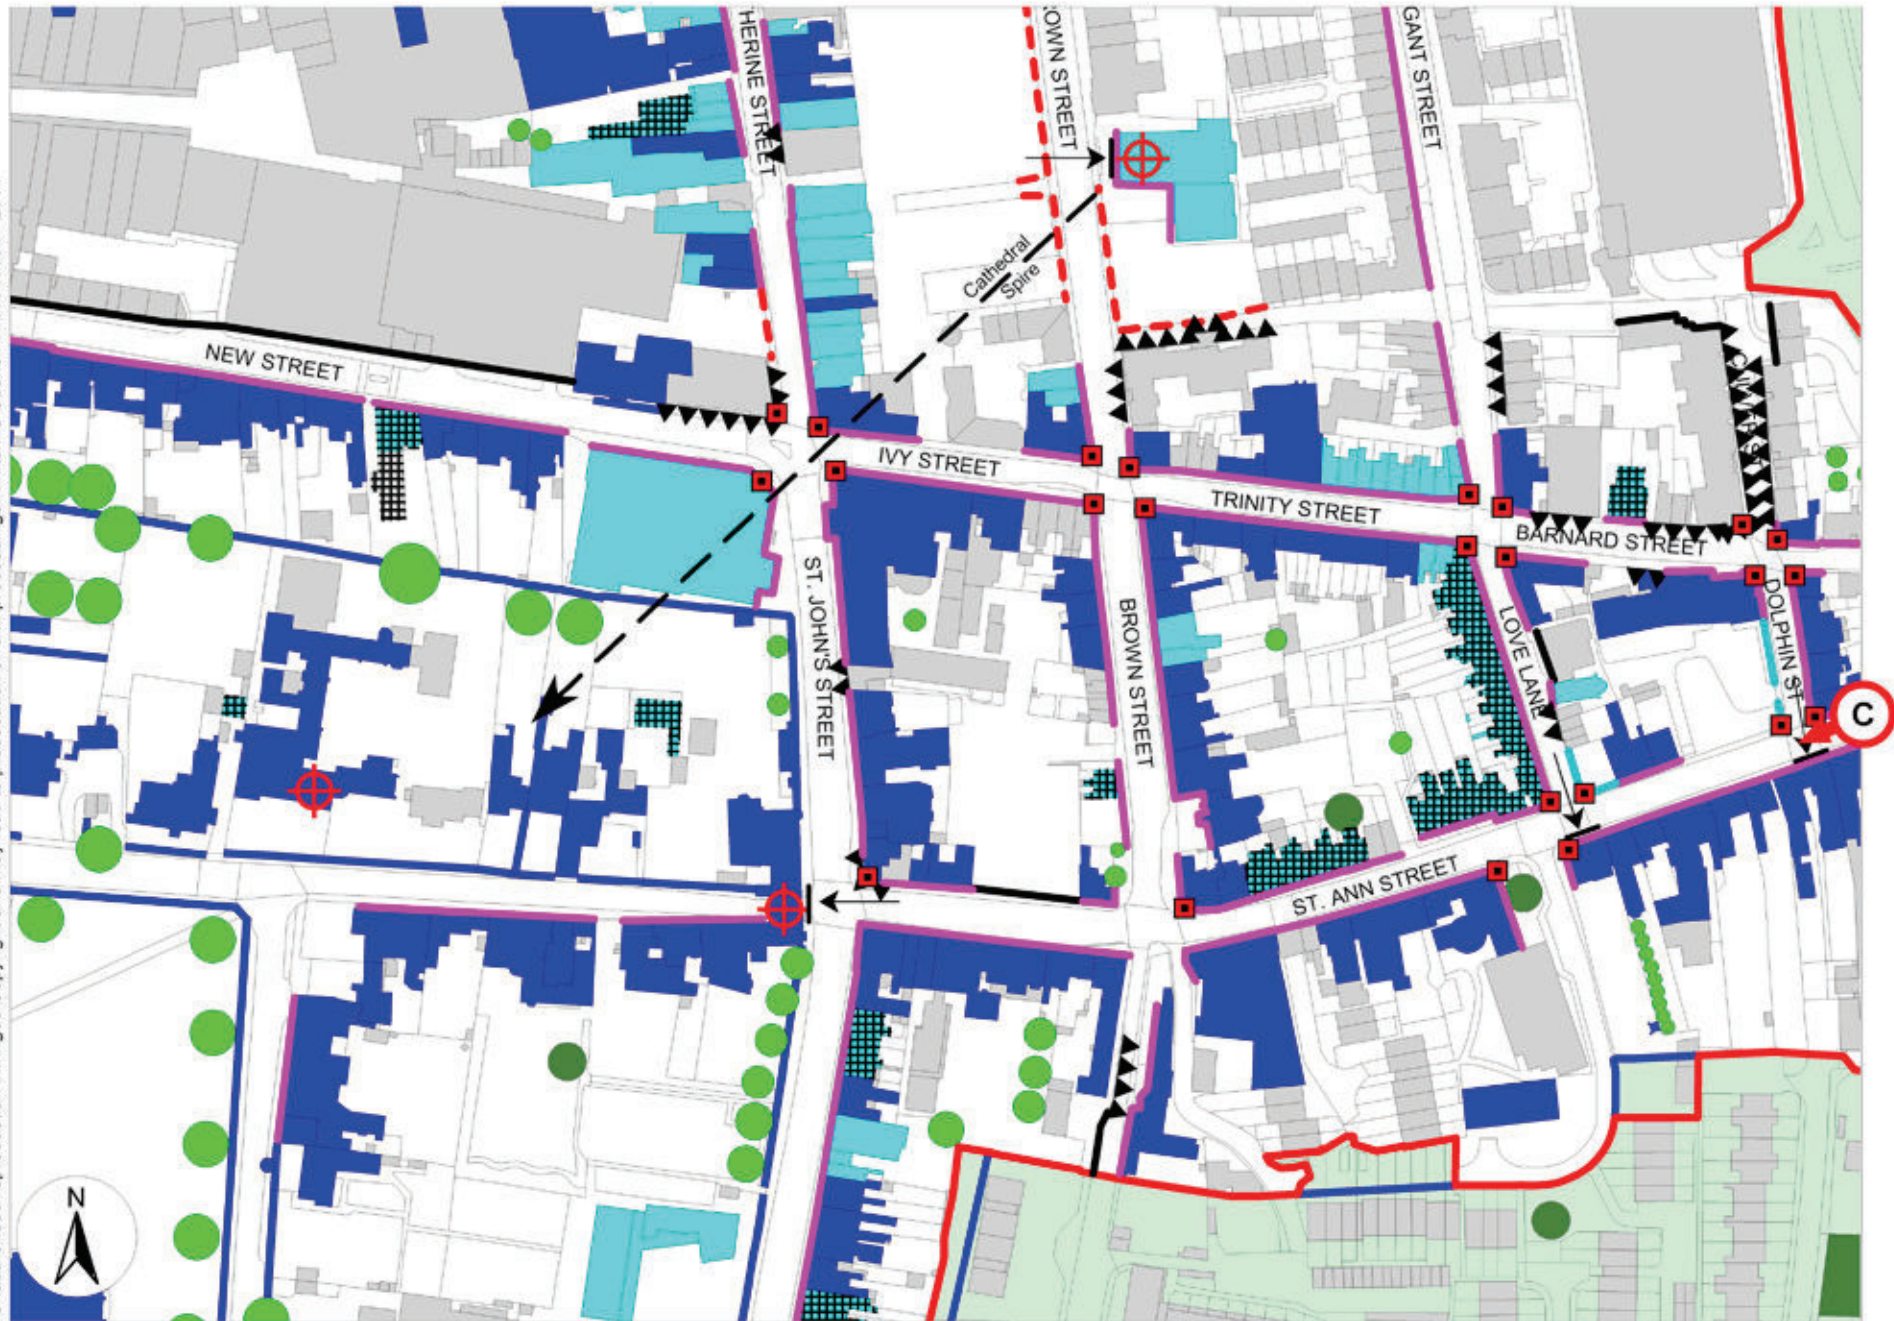 HERINE STREET
OWN STREET
GANT STREET
Cathedral
Spire
NEW STREET
IVY STREET
TRINITY STREET
BARNARD STREET
ST. JOHN'S STREET
BROWN STREET
LOVE LANE
DOLPHIN ST
C
ST. ANN STREET
N